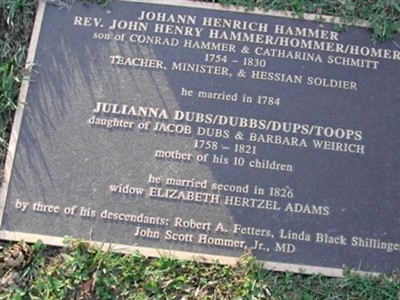 JOHANN HENRICH HAMMER
REV. JOHN HENRY HAMMER/HOMMER/HOMER
son of CONRAD HAMMER & CATHARINA SCHMITT
1754 – 1830
TEACHER, MINISTER, & HESSIAN SOLDIER
he married in 1784
JULIANNA DUBS/DUBBS/DUPS/TOOPS
daughter of JACOB DUBS & BARBARA WEIRICH
1758 – 1821
mother of his 10 children
he married second in 1826
widow ELIZABETH HERTZEL ADAMS
by three of his descendants: Robert A. Fetters, Linda Black Shillinger
John Scott Hommer, Jr., MD